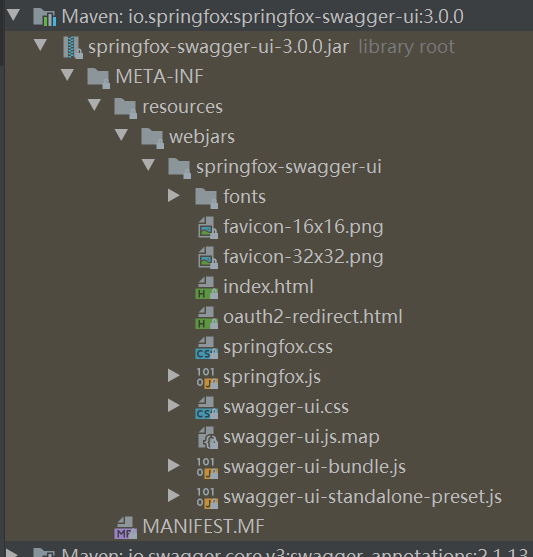 Maven: io.springfox:springfox-swagger-ui:3.0.0
springfox-swagger-ui-3.0.0.jar library root
META-INF
resources
webjars
springfox-swagger-ui
fonts
favicon-16x16.png
favicon-32x32.png
index.html
oauth2-redirect.html
springfox.css
springfox.js
swagger-ui.css
swagger-ui.js.map
swagger-ui-bundle.js
swagger-ui-standalone-preset.js
MANIFEST.MF
Maven: io.swagger.core.v3:swagger-annotations:2.1.13